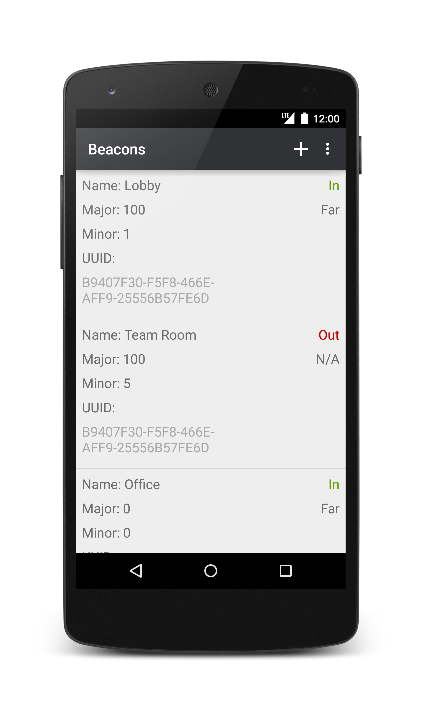 LTE 12:00
Beacons
Name: Lobby In
Major: 100 Far
Minor: 1
UUID:
B9407F30-F5F8-466E-
AFF9-25556B57FE6D
Name: Team Room Out
Major: 100 N/A
Minor: 5
UUID:
B9407F30-F5F8-466E-
AFF9-25556B57FE6D
Name: Office In
Major: 0 Far
Minor: 0